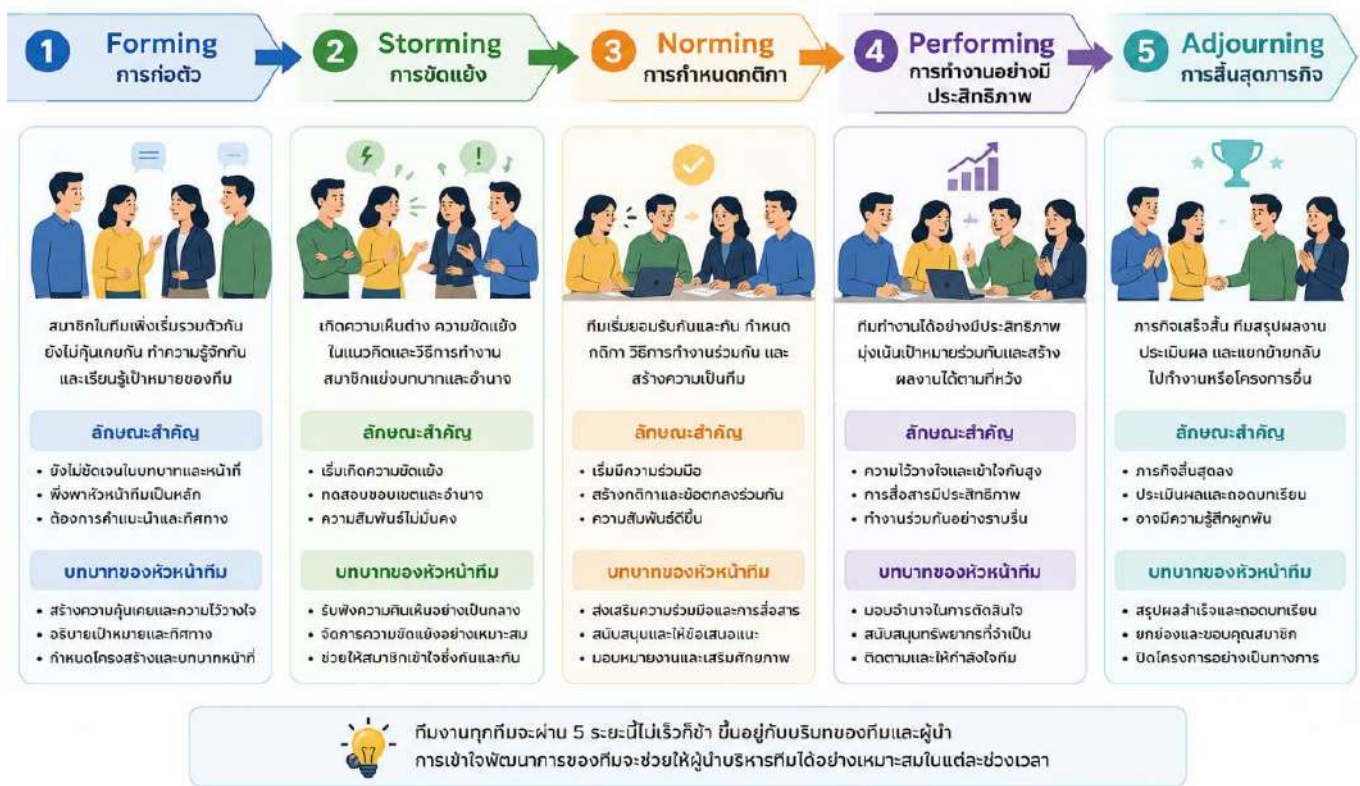 1 Forming
การก่อตัว
2 Storming
การขัดแย้ง
3 Norming
การกำหนดกติกา
4 Performing
การทำงานอย่างมี
ประสิทธิภาพ
5 Adjourning
การสิ้นสุดภารกิจ
สมาชิกในทีมเพิ่งเริ่มรวมตัวกัน
ยังไม่คุ้นเคยกัน ทำความรู้จักกัน
และเรียนรู้เป้าหมายของทีม
ลักษณะสำคัญ
• ยังไม่ชัดเจนในบทบาทและหน้าที่
• พึ่งพาหัวหน้าทีมเป็นหลัก
• ต้องการคำแนะนำและทิศทาง
บทบาทของหัวหน้าทีม
• สร้างความคุ้นเคยและความไว้วางใจ
• อธิบายเป้าหมายและทิศทาง
• กำหนดโครงสร้างและบทบาทหน้าที่
เกิดความเห็นต่าง ความขัดแย้ง
ในแนวคิดและวิธีการทำงาน
สมาชิกแย่งบทบาทและอำนาจ
ลักษณะสำคัญ
• เริ่มเกิดความขัดแย้ง
• ทดสอบขอบเขตและอำนาจ
• ความสัมพันธ์ไม่มั่นคง
บทบาทของหัวหน้าทีม
• รับฟังความคิดเห็นอย่างเป็นกลาง
• จัดการความขัดแย้งอย่างเหมาะสม
• ช่วยให้สมาชิกเข้าใจซึ่งกันและกัน
ทีมเริ่มยอมรับกันและกัน กำหนด
กติกา วิธีการทำงานร่วมกัน และ
สร้างความเป็นทีม
ลักษณะสำคัญ
• เริ่มมีความร่วมมือ
• สร้างกติกาและข้อตกลงร่วมกัน
• ความสัมพันธ์ดีขึ้น
บทบาทของหัวหน้าทีม
• ส่งเสริมความร่วมมือและการสื่อสาร
• สนับสนุนและให้ข้อเสนอแนะ
• มอบหมายงานและเสริมศักยภาพ
ทีมทำงานได้อย่างมีประสิทธิภาพ
มุ่งเน้นเป้าหมายร่วมกันและสร้าง
ผลงานได้ตามที่หวัง
ลักษณะสำคัญ
• ความไว้วางใจและเข้าใจกันสูง
• การสื่อสารมีประสิทธิภาพ
• ทำงานร่วมกันอย่างราบรื่น
บทบาทของหัวหน้าทีม
• มอบอำนาจในการตัดสินใจ
• สนับสนุนทรัพยากรที่จำเป็น
• ติดตามและให้กำลังใจทีม
ภารกิจเสร็จสิ้น ทีมสรุปผลงาน
ประเมินผล และแยกย้ายกลับ
ไปทำงานหรือโครงการอื่น
ลักษณะสำคัญ
• ภารกิจสิ้นสุดลง
• ประเมินผลและถอดบทเรียน
• อาจมีความรู้สึกผูกพัน
บทบาทของหัวหน้าทีม
• สรุปผลสำเร็จและถอดบทเรียน
• ยกย่องและขอบคุณสมาชิก
• ปิดโครงการอย่างเป็นทางการ
ทีมงานทุกทีมจะผ่าน 5 ระยะนี้ไม่เร็วก็ช้า ขึ้นอยู่กับบริบทของทีมและผู้นำ
การเข้าใจพัฒนาการของทีมจะช่วยให้ผู้นำบริหารทีมได้อย่างเหมาะสมในแต่ละช่วงเวลา